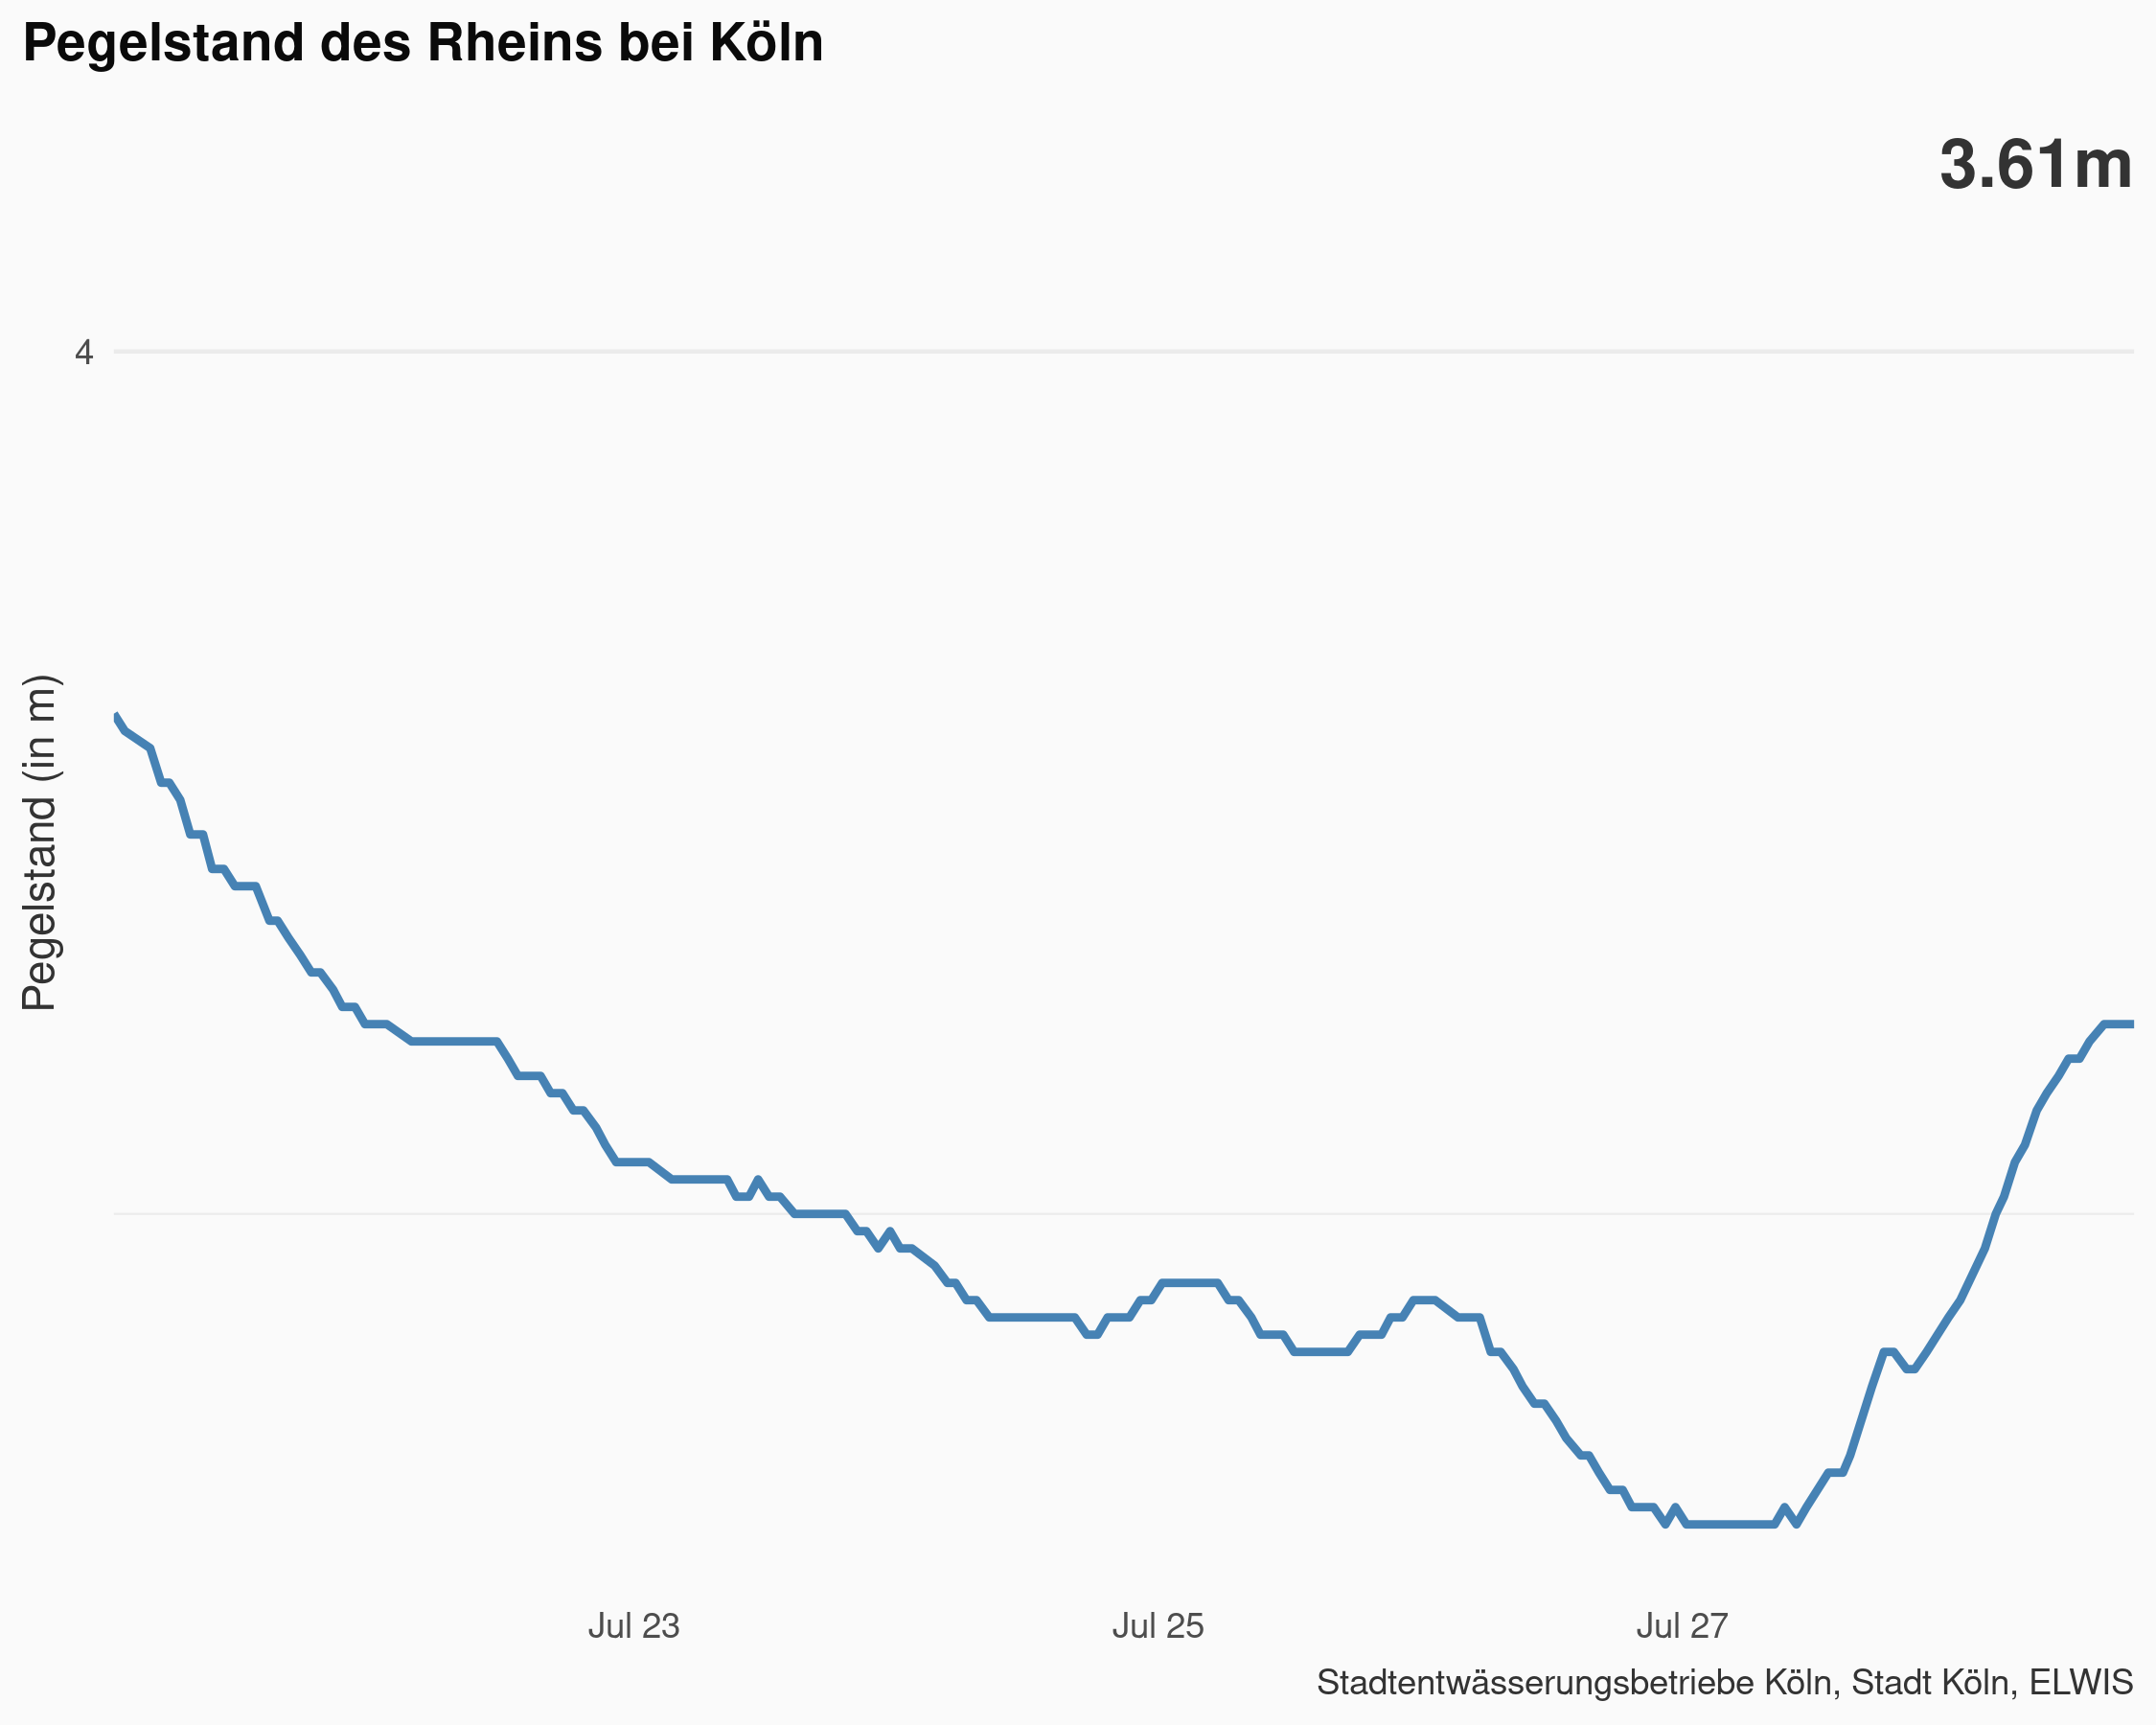 Pegelstand des Rheins bei Köln
3.61m
4
Pegelstand (in m)
Jul 23
Jul 25
Jul 27
Stadtentwässerungsbetriebe Köln, Stadt Köln, ELWIS